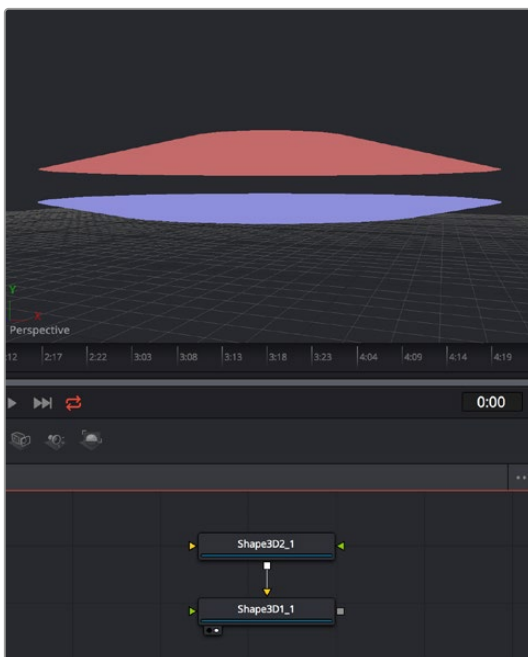 Y
X
Perspective
:12 2:17 2:22 3:03 3:08 3:13 3:18 3:23 4:04 4:09 4:14 4:19
0:00
Shape3D2_1
Shape3D1_1